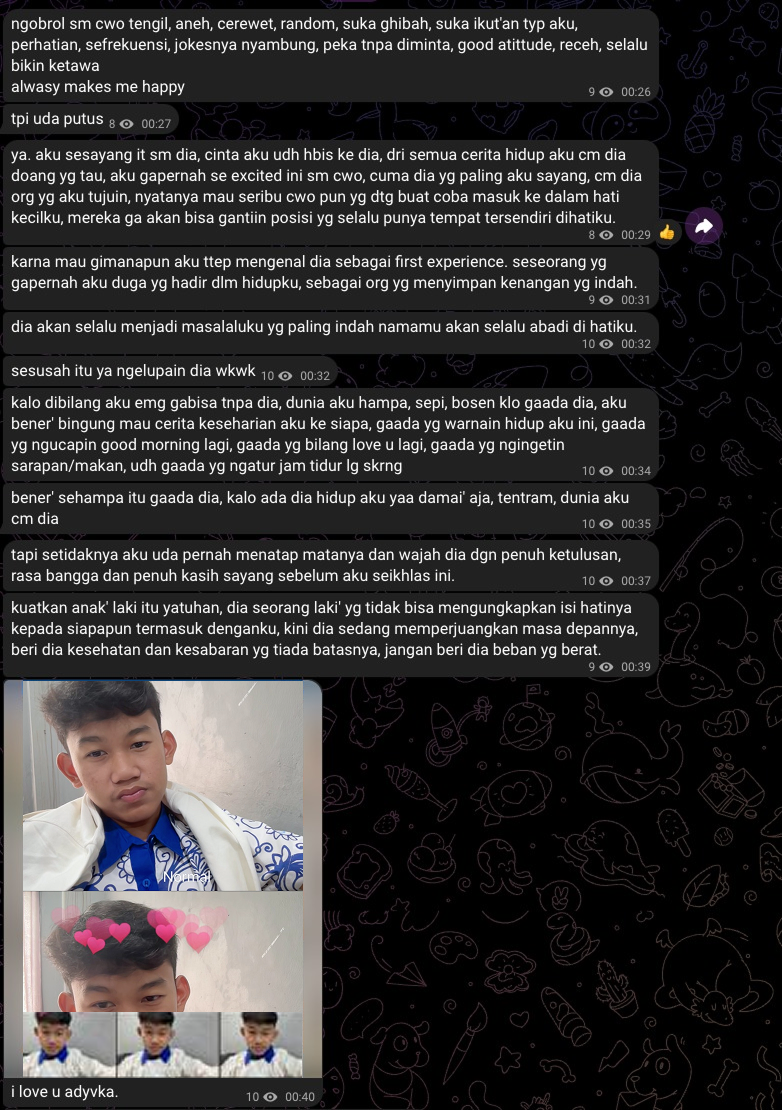 ngobrol sm cwo tengil, aneh, cerewet, random, suka ghibah, suka ikut'an typ aku,
perhatian, sefrekuensi, jokesnya nyambung, peka tnpa diminta, good atittude, receh, selalu
bikin ketawa
alwasy makes me happy
9 00:26
tpi uda putus 8 00:27
ya. aku sesayang it sm dia, cinta aku udh hbis ke dia, dri semua cerita hidup aku cm dia
doang yg tau, aku gapernah se excited ini sm cwo, cuma dia yg paling aku sayang, cm dia
org yg aku tujuin, nyatanya mau seribu cwo pun yg dtg buat coba masuk ke dalam hati
kecilku, mereka ga akan bisa gantiin posisi yg selalu punya tempat tersendiri dihatiku.
8 00:29
karna mau gimanapun aku ttep mengenal dia sebagai first experience. seseorang yg
gapernah aku duga yg hadir dlm hidupku, sebagai org yg menyimpan kenangan yg indah.
9 00:31
dia akan selalu menjadi masalaluku yg paling indah namamu akan selalu abadi di hatiku.
10 00:32
sesusah itu ya ngelupain dia wkwk 10 00:32
kalo dibilang aku emg gabisa tnpa dia, dunia aku hampa, sepi, bosen klo gaada dia, aku
bener' bingung mau cerita keseharian aku ke siapa, gaada yg warnain hidup aku ini, gaada
yg ngucapin good morning lagi, gaada yg bilang love u lagi, gaada yg ngingetin
sarapan/makan, udh gaada yg ngatur jam tidur lg skrng
10 00:34
bener' sehampa itu gaada dia, kalo ada dia hidup aku yaa damai' aja, tentram, dunia aku
cm dia
10 00:35
tapi setidaknya aku uda pernah menatap matanya dan wajah dia dgn penuh ketulusan,
rasa bangga dan penuh kasih sayang sebelum aku seikhlas ini.
10 00:37
kuatkan anak' laki itu yatuhan, dia seorang laki' yg tidak bisa mengungkapkan isi hatinya
kepada siapapun termasuk denganku, kini dia sedang memperjuangkan masa depannya,
beri dia kesehatan dan kesabaran yg tiada batasnya, jangan beri dia beban yg berat.
9 00:39
Normal
i love u adyvka.
10 00:40